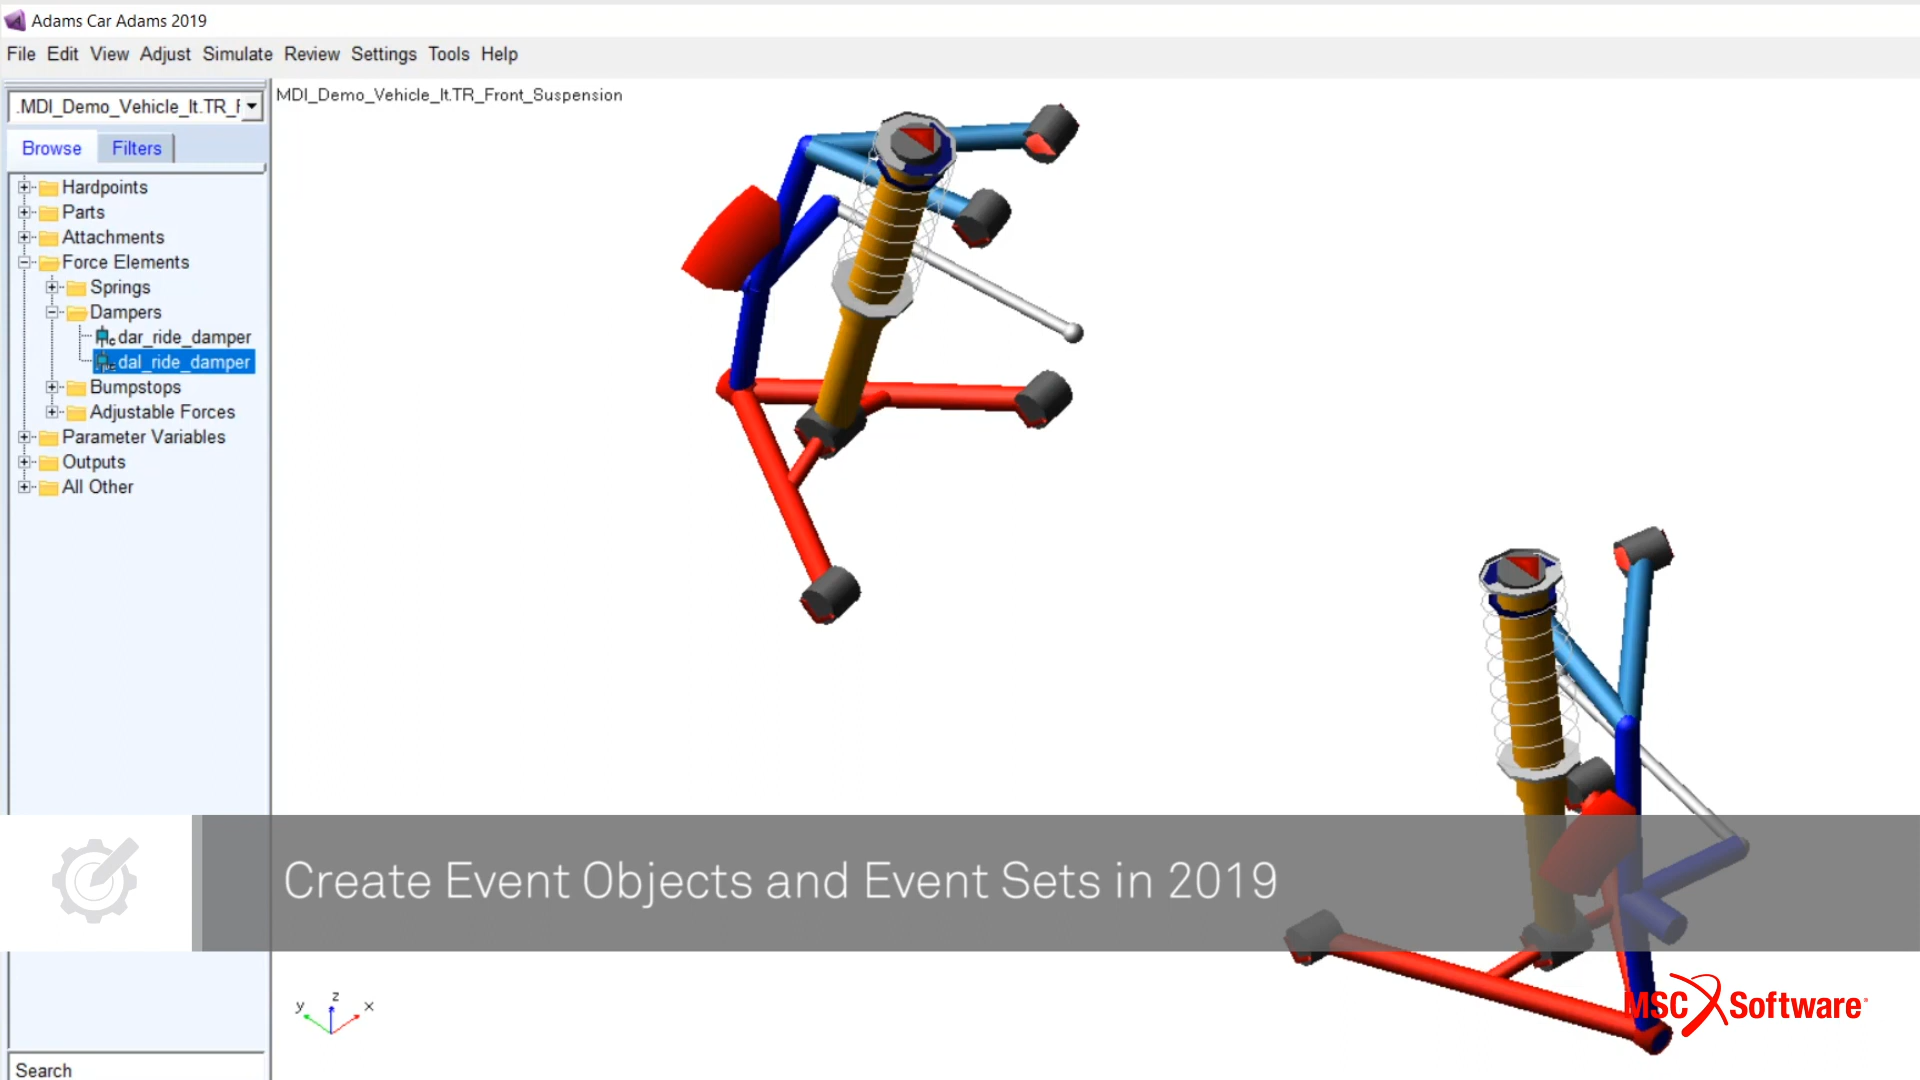 Adams Car Adams 2019
File Edit View Adjust Simulate Review Settings Tools Help
.MDI_Demo_Vehicle_lt.TR_F
MDI_Demo_Vehicle_lt.TR_Front_Suspension
Browse Filters
Hardpoints
Parts
Attachments
Force Elements
Springs
Dampers
dar_ride_damper
dal_ride_damper
Bumpstops
Adjustable Forces
Parameter Variables
Outputs
All Other
Create Event Objects and Event Sets in 2019
z
y
x
MSC Software
Search